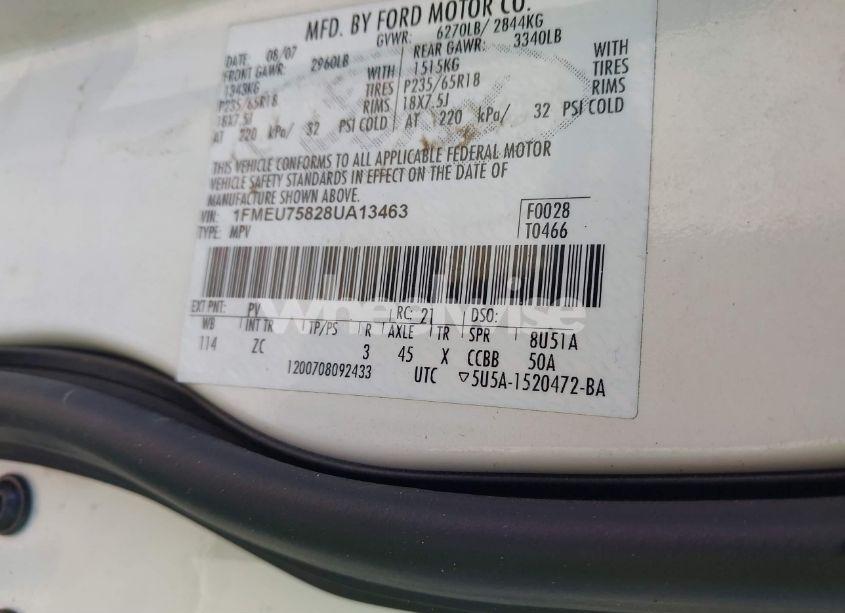 MFD. BY FORD MOTOR CO.
DATE: 08/07 GVWR: 6270LB/ 2844KG
FRONT GAWR: 2960LB REAR GAWR: 3340LB
1343KG WITH 1515KG WITH
P235/65R18 TIRES P235/65R18 TIRES
18X7.5J RIMS 18X7.5J RIMS
AT 220 kPa/ 32 PSI COLD AT 220 kPa/ 32 PSI COLD
THIS VEHICLE CONFORMS TO ALL APPLICABLE FEDERAL MOTOR
VEHICLE SAFETY STANDARDS IN EFFECT ON THE DATE OF
MANUFACTURE SHOWN ABOVE.
VIN: 1FMEU75828UA13463 F0028
TYPE: MPV T0466
EXT PNT: PV RC: 21 DSO:
WB INT TR TP/PS R AXLE TR SPR 8U51A
114 ZC 3 45 X CCBB 50A
1200708092433 UTC ▽5U5A-1520472-BA
wheelwise